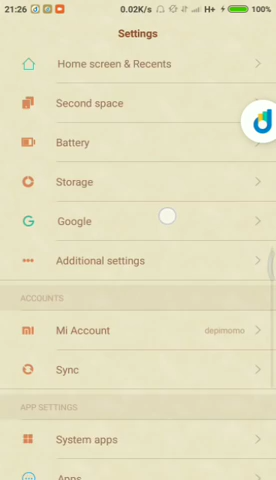 21:26 0.02K/s H+ 100%
Settings
Home screen & Recents
Second space
Battery
Storage
Google
Additional settings
ACCOUNTS
Mi Account depimomo
Sync
APP SETTINGS
System apps
Apps